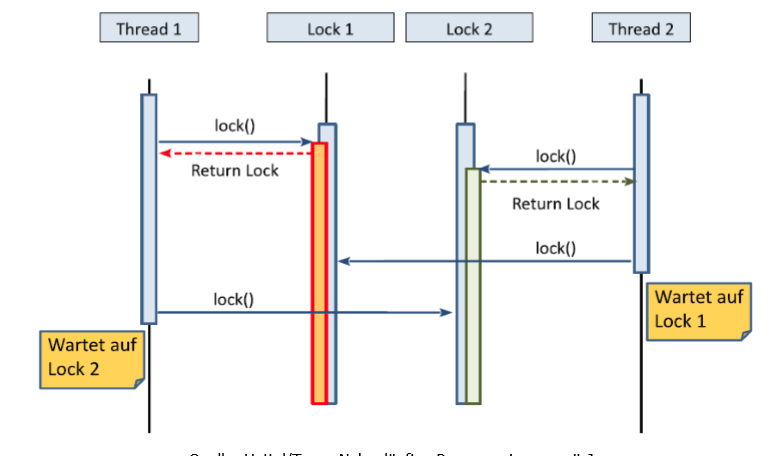 Thread 1
Lock 1
Lock 2
Thread 2
lock()
Return Lock
lock()
Return Lock
lock()
lock()
Wartet auf
Lock 1
Wartet auf
Lock 2